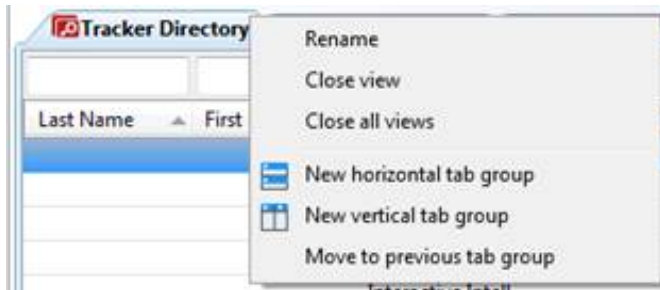 Tracker Directory
Rename
Close view
Close all views
Last Name First
New horizontal tab group
New vertical tab group
Move to previous tab group